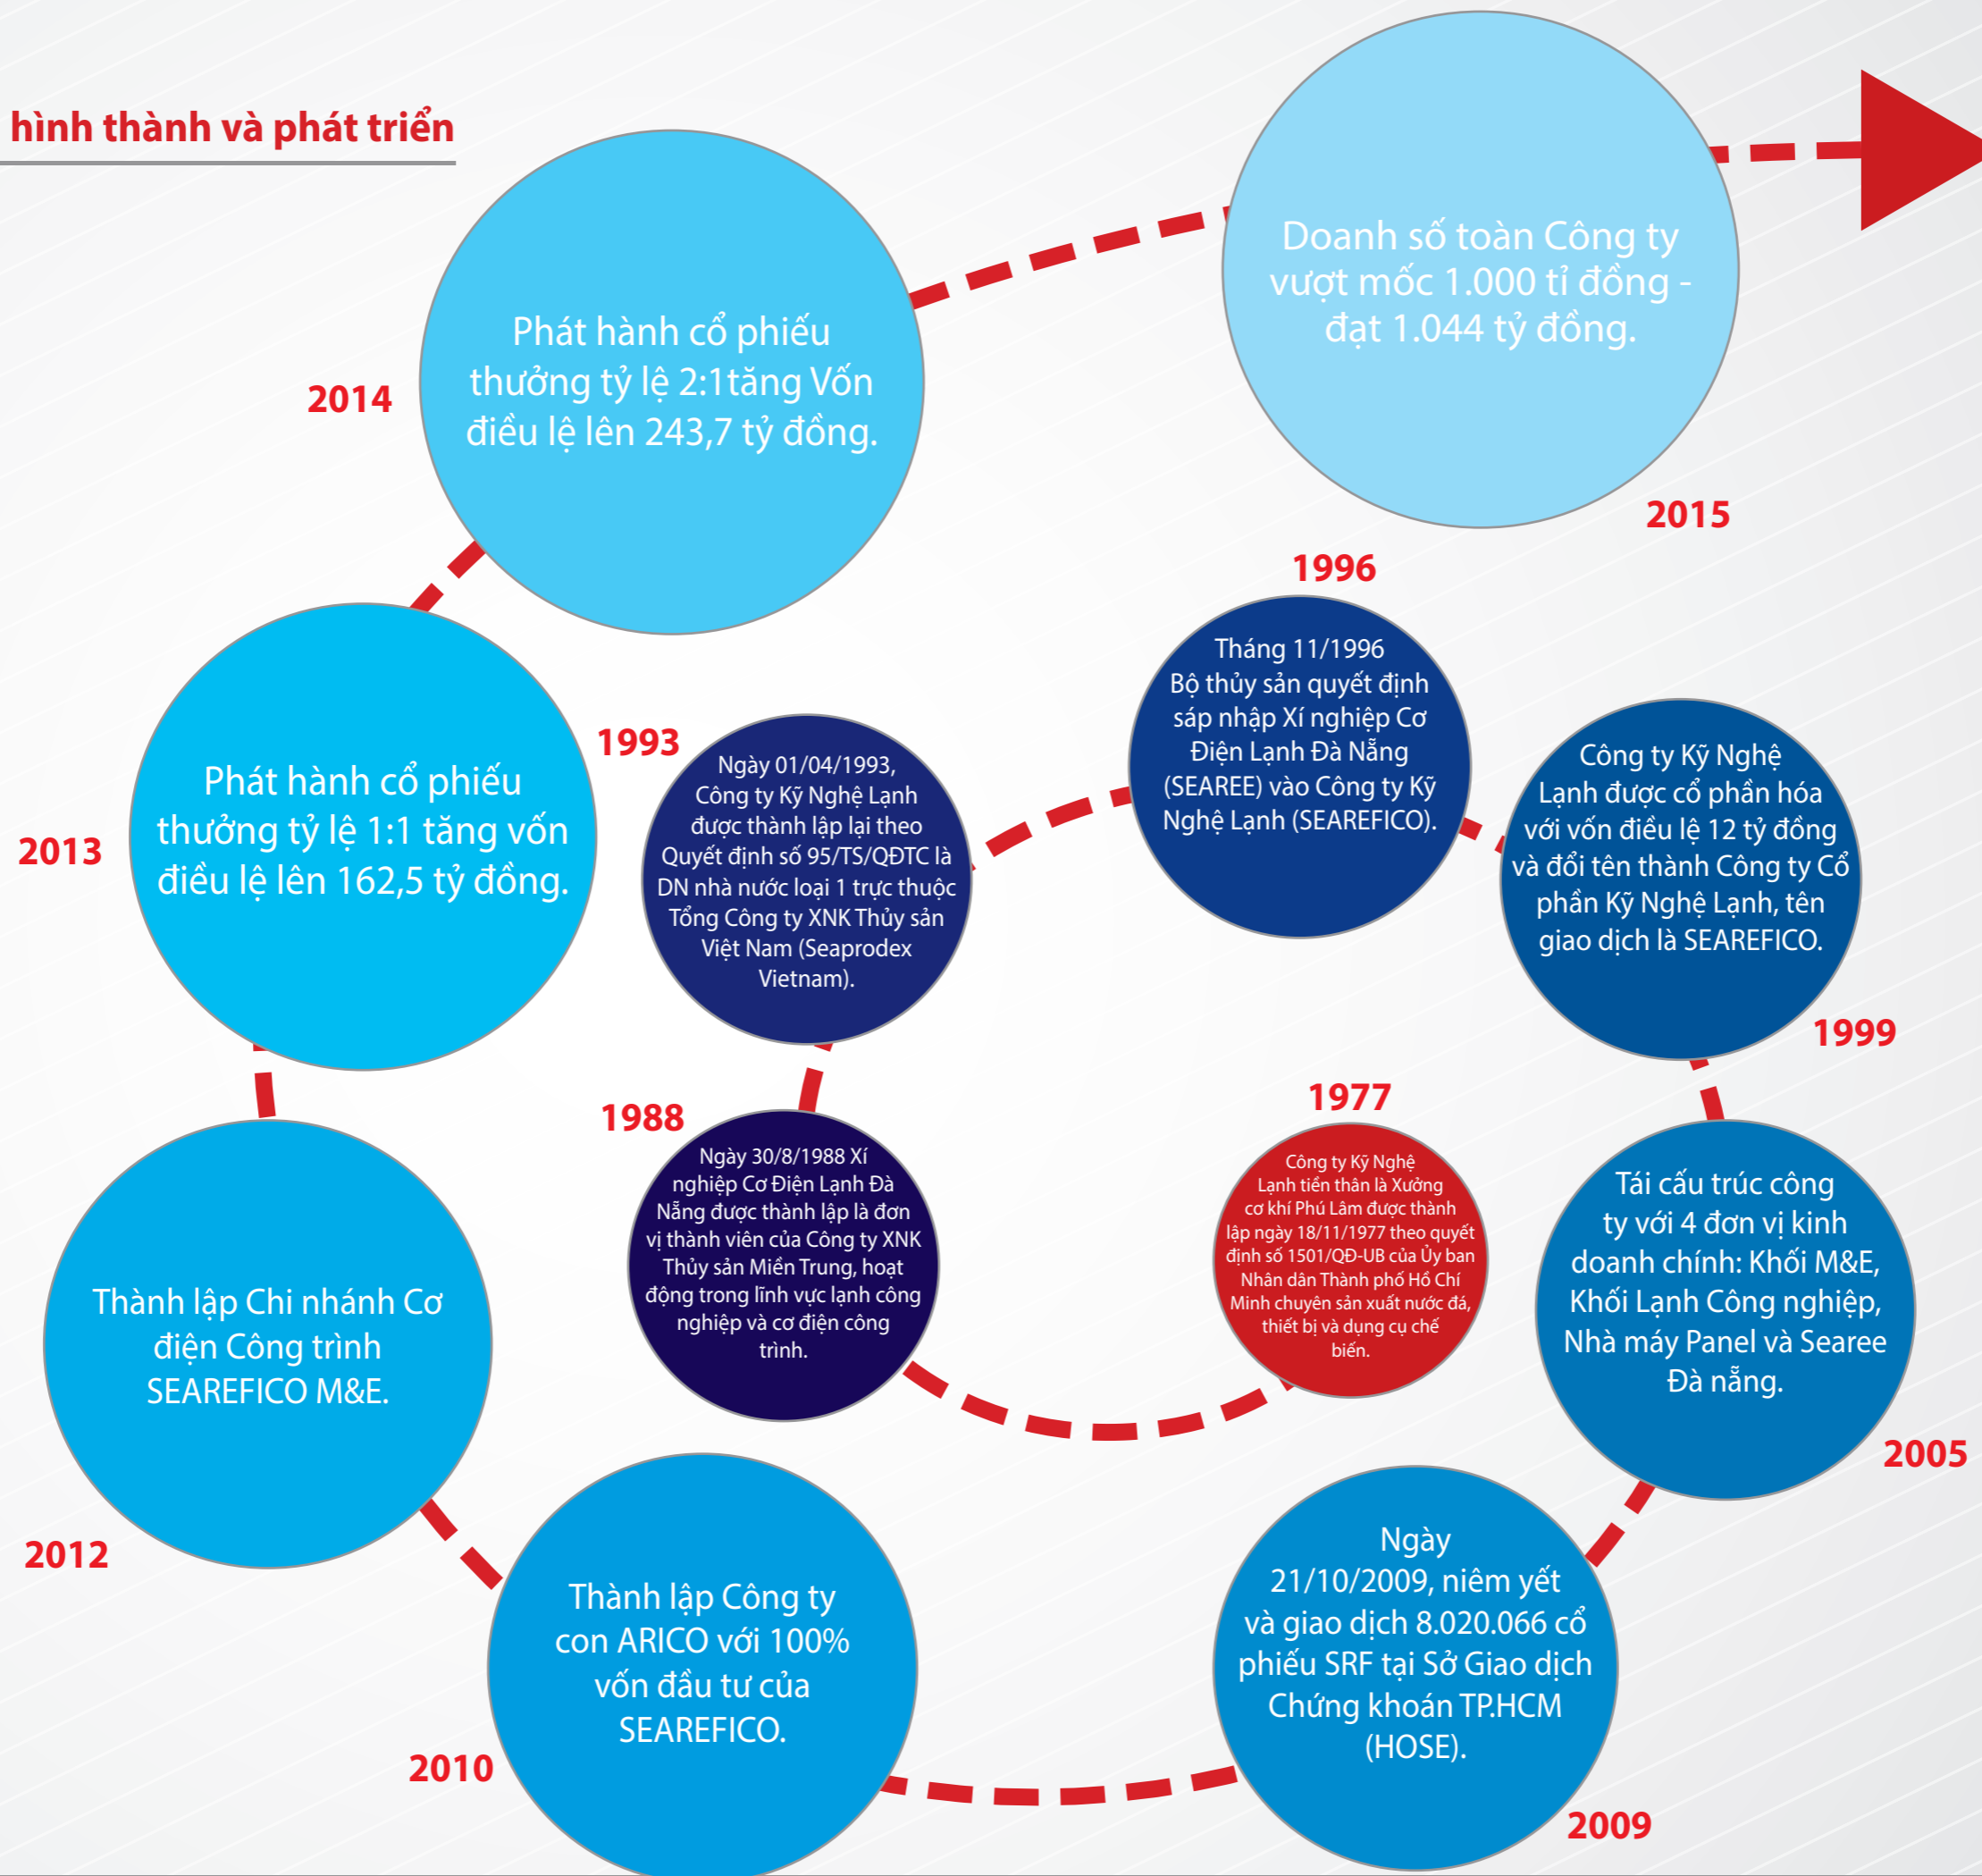 hình thành và phát triển
1977
Công ty Kỹ Nghệ
Lạnh tiền thân là Xưởng
cơ khí Phú Lâm được thành
lập ngày 18/11/1977 theo quyết
định số 1501/QĐ-UB của Ủy ban
Nhân dân Thành phố Hồ Chí
Minh chuyên sản xuất nước đá,
thiết bị và dụng cụ chế
biến.
1988
Ngày 30/8/1988 Xí
nghiệp Cơ Điện Lạnh Đà
Nẵng được thành lập là đơn
vị thành viên của Công ty XNK
Thủy sản Miền Trung, hoạt
động trong lĩnh vực lạnh công
nghiệp và cơ điện công
trình.
1993
Ngày 01/04/1993,
Công ty Kỹ Nghệ Lạnh
được thành lập lại theo
Quyết định số 95/TS/QĐTC là
DN nhà nước loại 1 trực thuộc
Tổng Công ty XNK Thủy sản
Việt Nam (Seaprodex
Vietnam).
1996
Tháng 11/1996
Bộ thủy sản quyết định
sáp nhập Xí nghiệp Cơ
Điện Lạnh Đà Nẵng
(SEAREE) vào Công ty Kỹ
Nghệ Lạnh (SEAREFICO).
Công ty Kỹ Nghệ
Lạnh được cổ phần hóa
với vốn điều lệ 12 tỷ đồng
và đổi tên thành Công ty Cổ
phần Kỹ Nghệ Lạnh, tên
giao dịch là SEAREFICO.
1999
Tái cấu trúc công
ty với 4 đơn vị kinh
doanh chính: Khối M&E,
Khối Lạnh Công nghiệp,
Nhà máy Panel và Searee
Đà nẵng.
2005
Ngày
21/10/2009, niêm yết
và giao dịch 8.020.066 cổ
phiếu SRF tại Sở Giao dịch
Chứng khoán TP.HCM
(HOSE).
2009
Thành lập Công ty
con ARICO với 100%
vốn đầu tư của
SEAREFICO.
2010
Thành lập Chi nhánh Cơ
điện Công trình
SEAREFICO M&E.
2012
Phát hành cổ phiếu
thưởng tỷ lệ 1:1 tăng vốn
điều lệ lên 162,5 tỷ đồng.
2013
Phát hành cổ phiếu
thưởng tỷ lệ 2:1tăng Vốn
điều lệ lên 243,7 tỷ đồng.
2014
Doanh số toàn Công ty
vượt mốc 1.000 tỉ đồng -
đạt 1.044 tỷ đồng.
2015